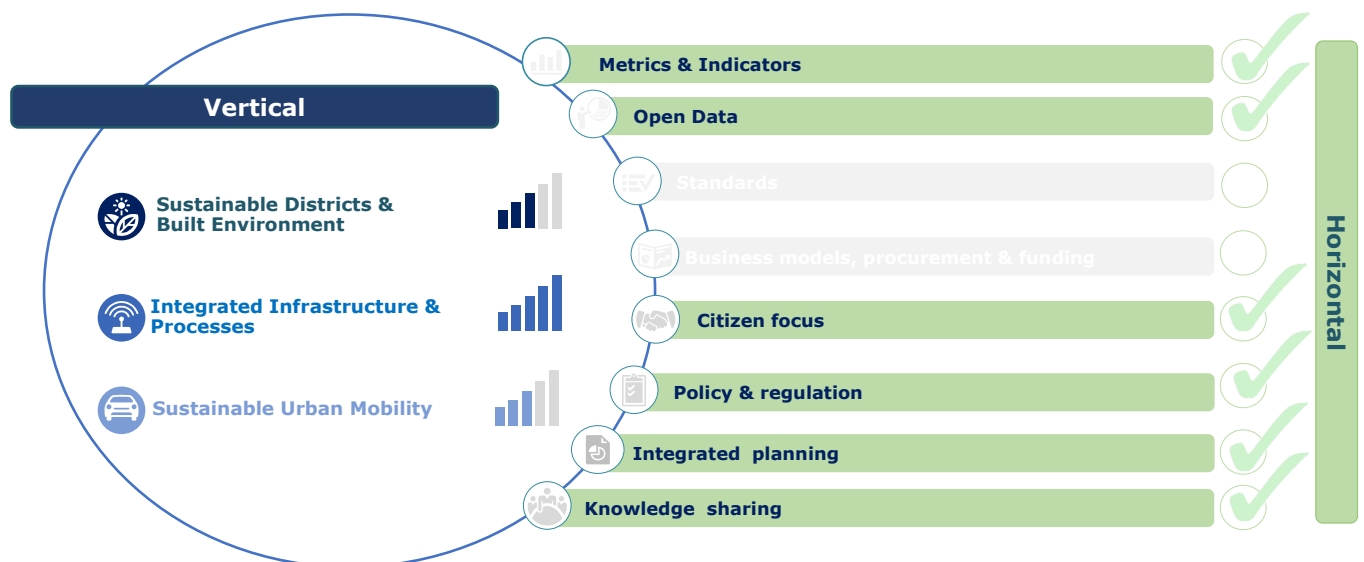 Vertical
Sustainable Districts &
Built Environment
Integrated Infrastructure &
Processes
Sustainable Urban Mobility
Metrics & Indicators
Open Data
Standards
Business models, procurement & funding
Citizen focus
Policy & regulation
Integrated planning
Knowledge sharing
Horizontal